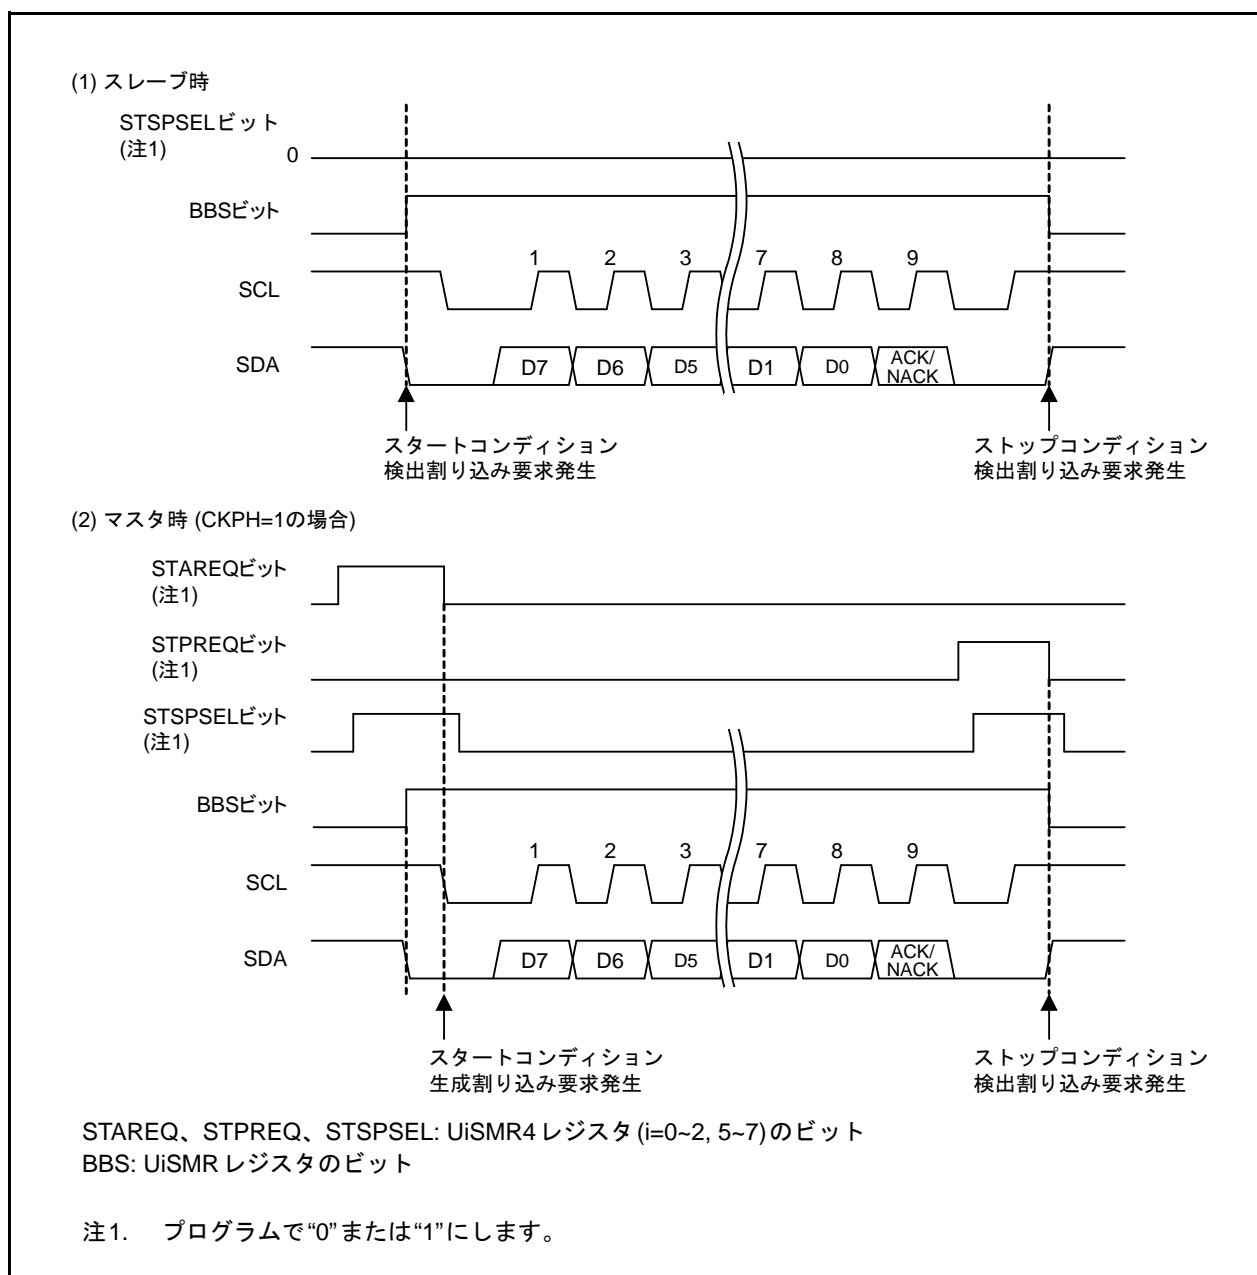 (1) スレーブ時
STSPSELビット
(注1)
0
BBSビット
1 2 3 7 8 9
SCL
SDA
D7 D6 D5 D1 D0 ACK/
NACK
スタートコンディション
検出割り込み要求発生
ストップコンディション
検出割り込み要求発生
(2) マスタ時 (CKPH=1の場合)
STAREQビット
(注1)
STPREQビット
(注1)
STSPSELビット
(注1)
BBSビット
1 2 3 7 8 9
SCL
SDA
D7 D6 D5 D1 D0 ACK/
NACK
スタートコンディション
生成割り込み要求発生
ストップコンディション
検出割り込み要求発生
STAREQ、STPREQ、STSPSEL: UiSMR4レジスタ(i=0~2, 5~7)のビット
BBS: UiSMRレジスタのビット
注1. プログラムで“0”または“1”にします。